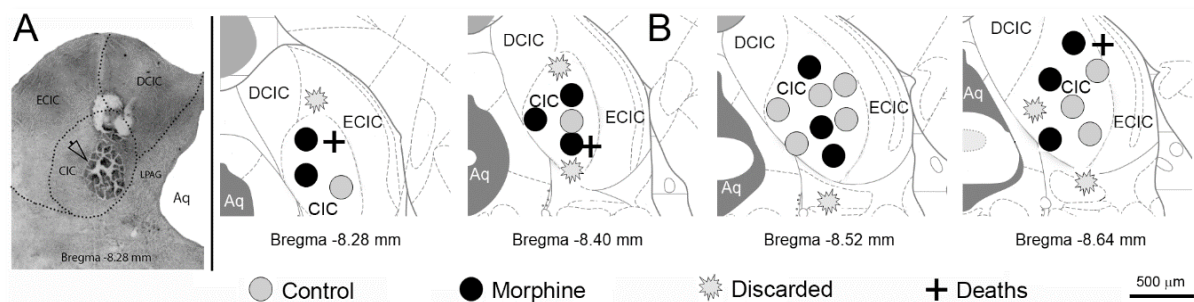 A
ECIC
DCIC
CIC
LPAG
Aq
Bregma -8.28 mm
B
DCIC
ECIC
CIC
Aq
Bregma -8.28 mm
DCIC
CIC
ECIC
Aq
Bregma -8.40 mm
DCIC
CIC
ECIC
Aq
Bregma -8.52 mm
DCIC
CIC
ECIC
Aq
Bregma -8.64 mm
Control
Morphine
Discarded
Deaths
500 µm